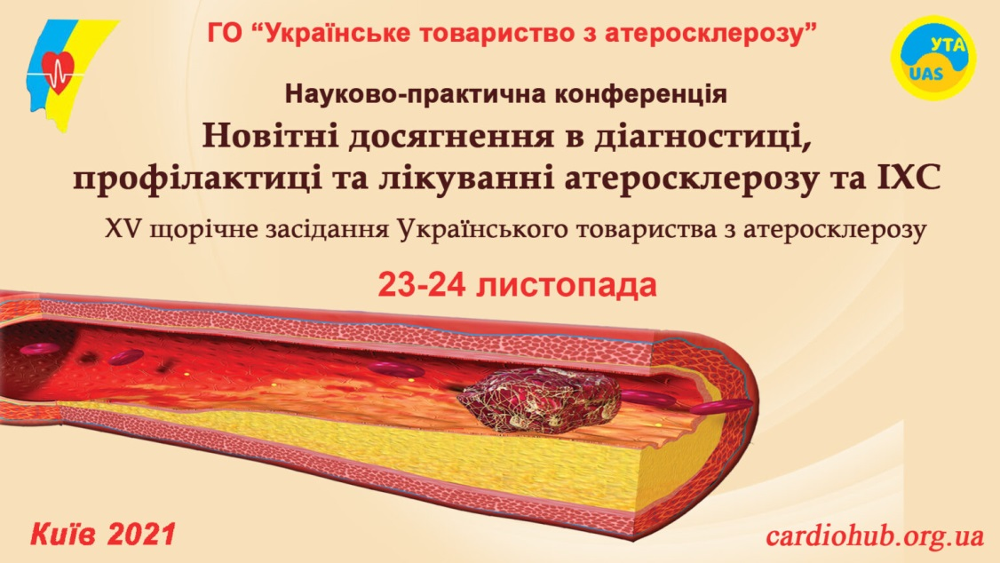 ГО “Українське товариство з атеросклерозу”
УТА
UAS
Науково-практична конференція
Новітні досягнення в діагностиці,
профілактиці та лікуванні атеросклерозу та ІХС
XV щорічне засідання Українського товариства з атеросклерозу
23-24 листопада
Київ 2021
cardiohub.org.ua